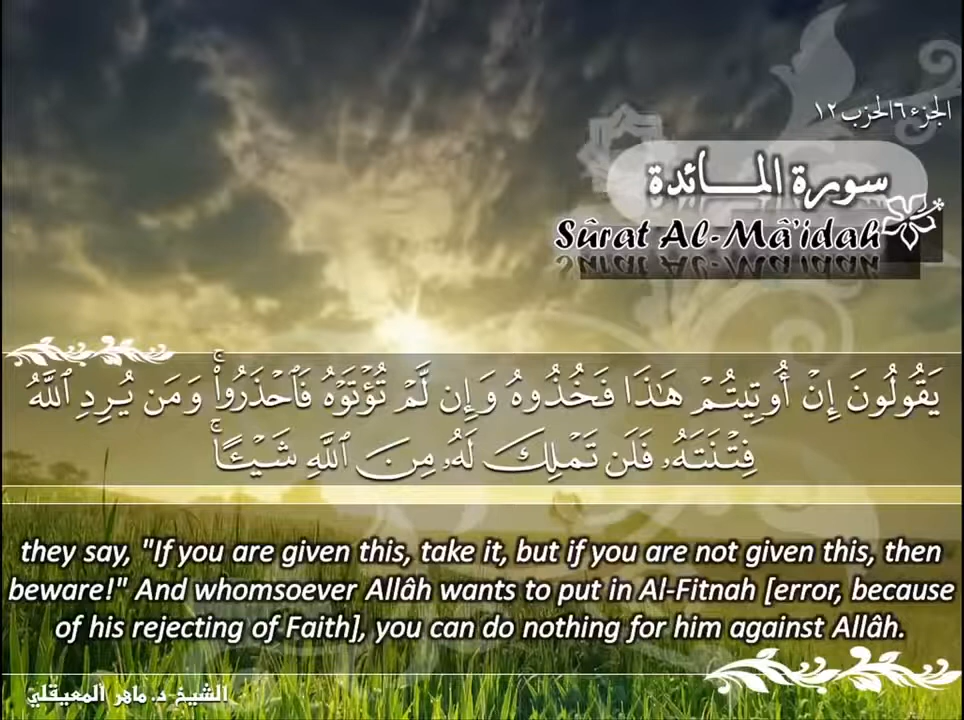 الجزء ٦ الحزب ١٢
سورة المــائدة
Sûrat Al-Mâ'idah
يَقُولُونَ إِنْ أُوتِيتُمْ هَٰذَا فَخُذُوهُ وَإِن لَّمْ تُؤْتَوْهُ فَٱحْذَرُوا۟ ۚ وَمَن يُرِدِ ٱللَّهُ
فِتْنَتَهُۥ فَلَن تَمْلِكَ لَهُۥ مِنَ ٱللَّهِ شَيْـًٔا ۚ
they say, "If you are given this, take it, but if you are not given this, then
beware!" And whomsoever Allâh wants to put in Al-Fitnah [error, because
of his rejecting of Faith], you can do nothing for him against Allâh.
الشيخ د. ماهر المعيقلي